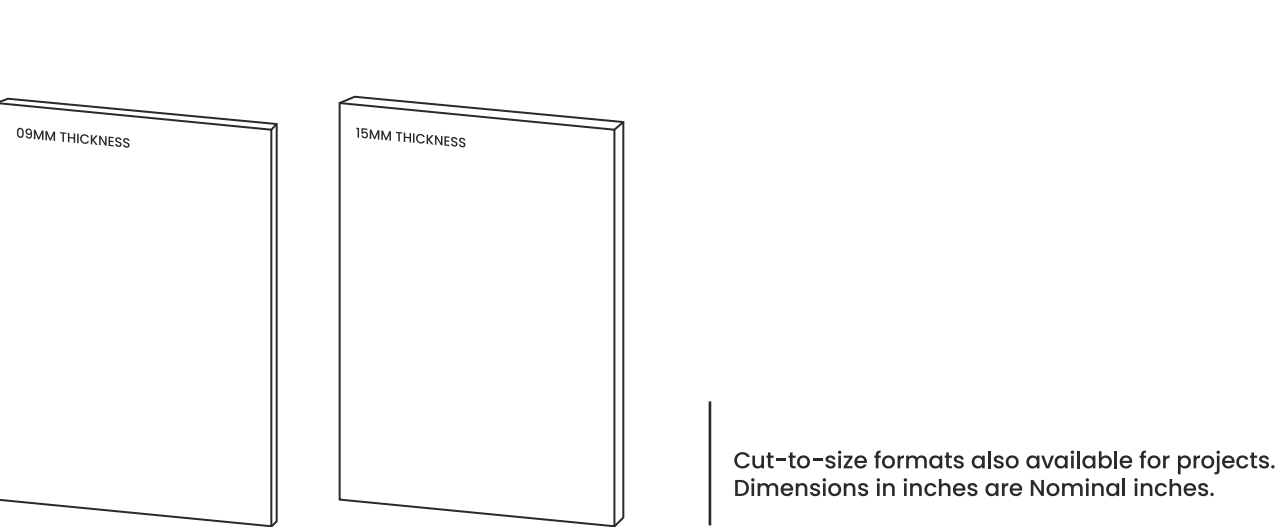 09MM THICKNESS
15MM THICKNESS
Cut-to-size formats also available for projects.
Dimensions in inches are Nominal inches.